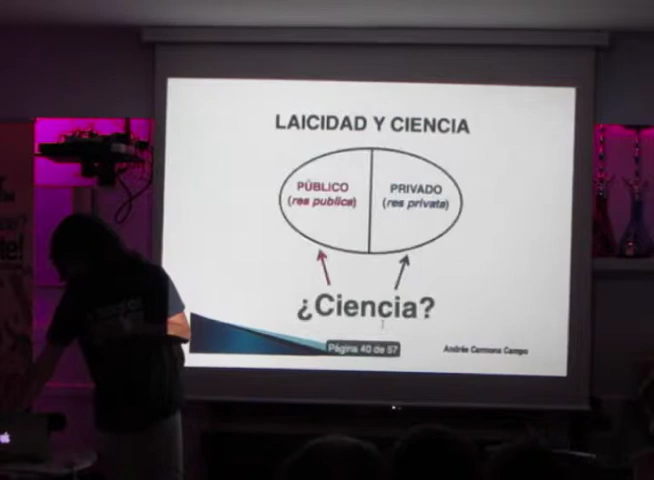 LAICIDAD Y CIENCIA
PÚBLICO
(res publica)
PRIVADO
(res privata)
¿Ciencia?
Página 40 de 57
Andrés Carmona Campo